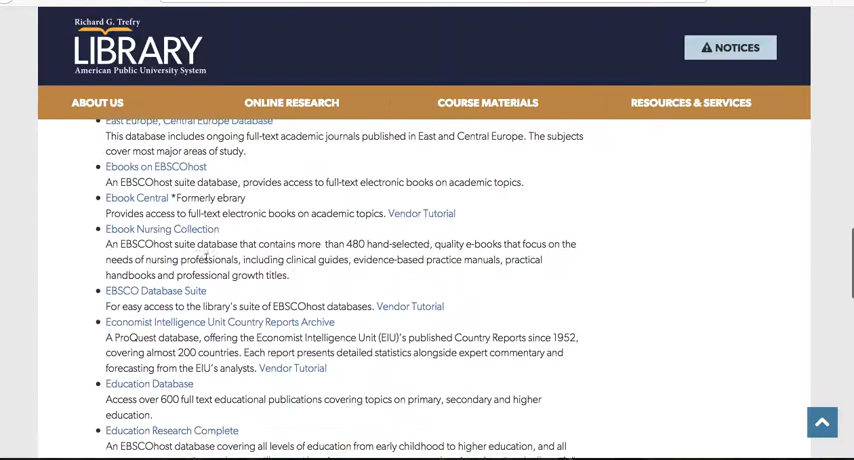 Richard G. Trefry
LIBRARY
American Public University System
NOTICES
ABOUT US
ONLINE RESEARCH
COURSE MATERIALS
RESOURCES & SERVICES
East Europe, Central Europe Database
This database includes ongoing full-text academic journals published in East and Central Europe. The subjects
cover most major areas of study.
Ebooks on EBSCOhost
An EBSCOhost suite database, provides access to full-text electronic books on academic topics.
Ebook Central *Formerly ebrary
Provides access to full-text electronic books on academic topics. Vendor Tutorial
Ebook Nursing Collection
An EBSCOhost suite database that contains more than 480 hand-selected, quality e-books that focus on the
needs of nursing professionals, including clinical guides, evidence-based practice manuals, practical
handbooks and professional growth titles.
EBSCO Database Suite
For easy access to the library's suite of EBSCOhost databases. Vendor Tutorial
Economist Intelligence Unit Country Reports Archive
A ProQuest database, offering the Economist Intelligence Unit (EIU)'s published Country Reports since 1952,
covering almost 200 countries. Each report presents detailed statistics alongside expert commentary and
forecasting from the EIU's analysts. Vendor Tutorial
Education Database
Access over 600 full text educational publications covering topics on primary, secondary and higher
education.
Education Research Complete
An EBSCOhost database covering all levels of education from early childhood to higher education, and all